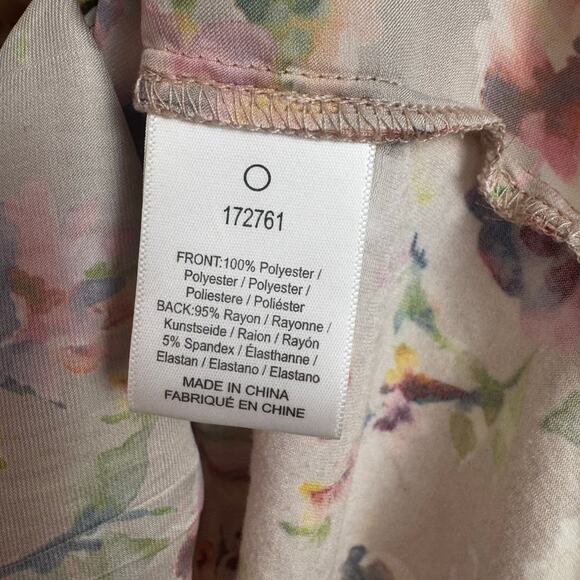 172761
FRONT:100% Polyester /
Polyester / Polyester /
Poliestere / Poliéster
BACK:95% Rayon / Rayonne /
Kunstseide / Raion / Rayón
5% Spandex / Élasthanne /
Elastan / Elastano / Elastano
MADE IN CHINA
FABRIQUÉ EN CHINE